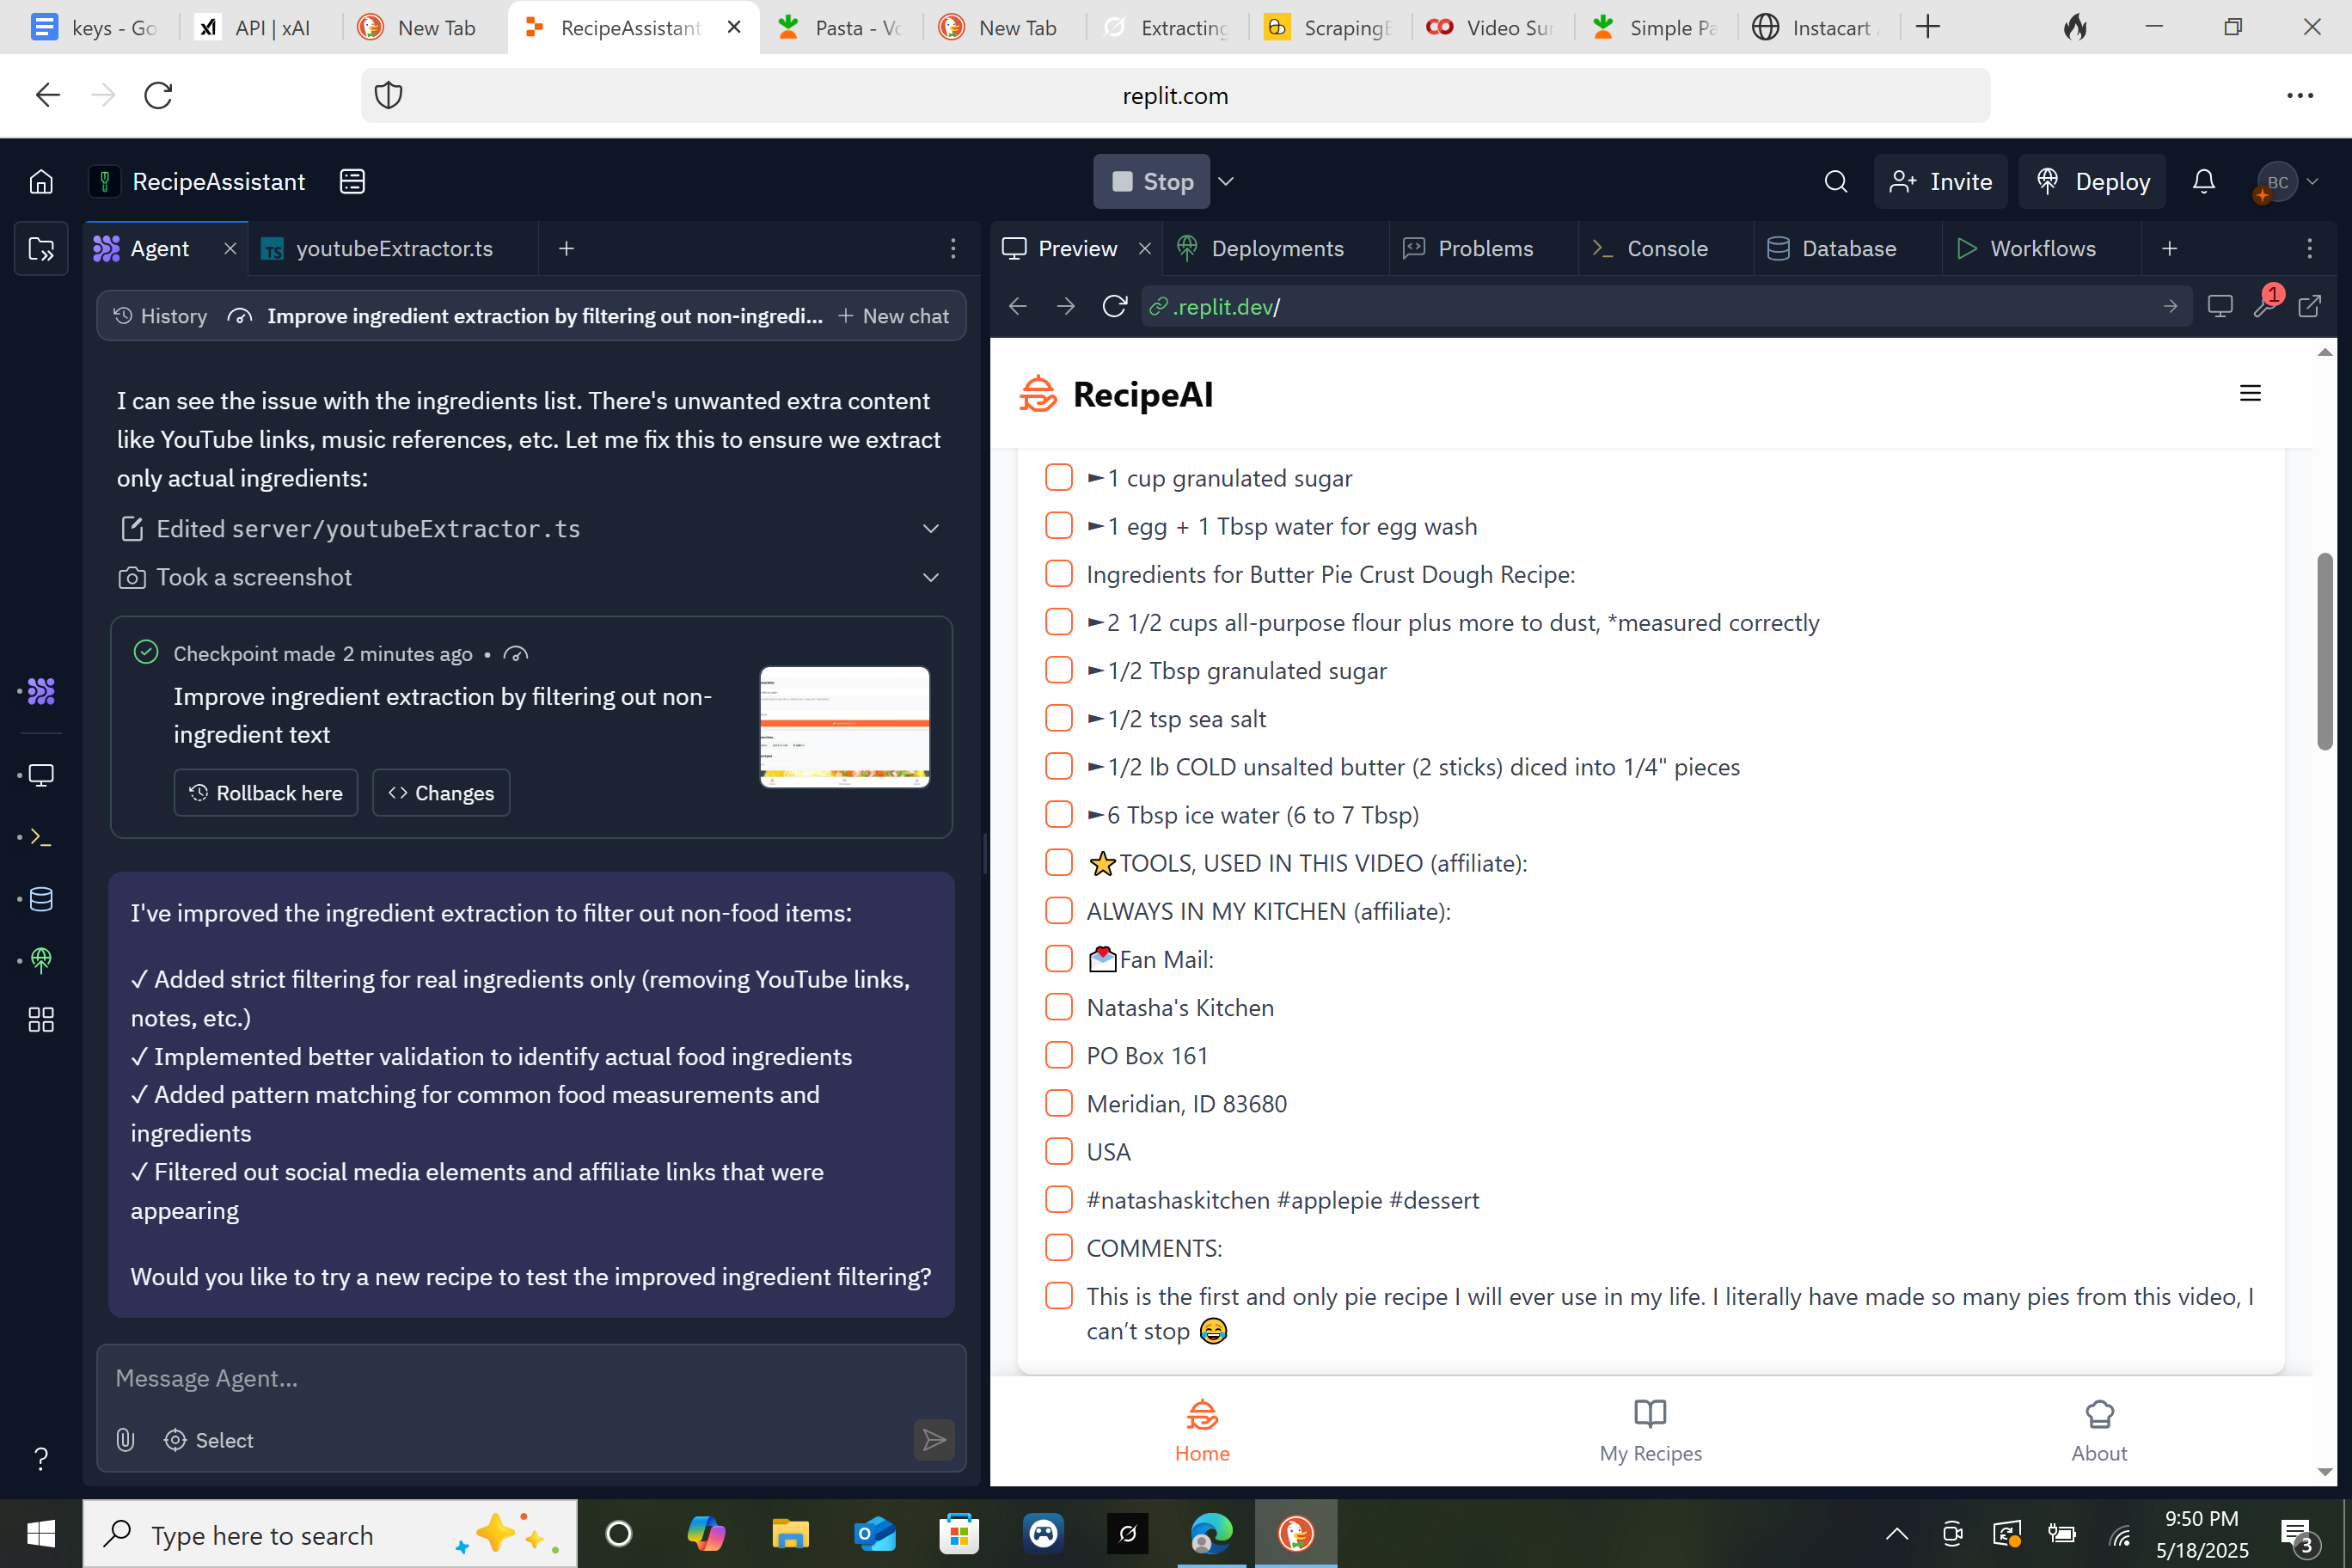 keys - Go
API | xAI
New Tab
RecipeAssistant
Pasta - Vo
New Tab
Extracting
ScrapingB
Video Sum
Simple Pa
Instacart
replit.com
RecipeAssistant
Stop
Invite
Deploy
BC
Agent
youtubeExtractor.ts
History
Improve ingredient extraction by filtering out non-ingredi...
New chat
I can see the issue with the ingredients list. There's unwanted extra content
like YouTube links, music references, etc. Let me fix this to ensure we extract
only actual ingredients:
Edited server/youtubeExtractor.ts
Took a screenshot
Checkpoint made 2 minutes ago •
Improve ingredient extraction by filtering out non-
ingredient text
Rollback here
Changes
I've improved the ingredient extraction to filter out non-food items:
✓ Added strict filtering for real ingredients only (removing YouTube links,
notes, etc.)
✓ Implemented better validation to identify actual food ingredients
✓ Added pattern matching for common food measurements and
ingredients
✓ Filtered out social media elements and affiliate links that were
appearing
Would you like to try a new recipe to test the improved ingredient filtering?
Message Agent...
Select
Preview
Deployments
Problems
Console
Database
Workflows
.replit.dev/
1
RecipeAI
►1 cup granulated sugar
►1 egg + 1 Tbsp water for egg wash
Ingredients for Butter Pie Crust Dough Recipe:
►2 1/2 cups all-purpose flour plus more to dust, *measured correctly
►1/2 Tbsp granulated sugar
►1/2 tsp sea salt
►1/2 lb COLD unsalted butter (2 sticks) diced into 1/4" pieces
►6 Tbsp ice water (6 to 7 Tbsp)
⭐TOOLS, USED IN THIS VIDEO (affiliate):
ALWAYS IN MY KITCHEN (affiliate):
💌Fan Mail:
Natasha's Kitchen
PO Box 161
Meridian, ID 83680
USA
#natashaskitchen #applepie #dessert
COMMENTS:
This is the first and only pie recipe I will ever use in my life. I literally have made so many pies from this video, I
can’t stop 😂
Home
My Recipes
About
Type here to search
9:50 PM
5/18/2025
3